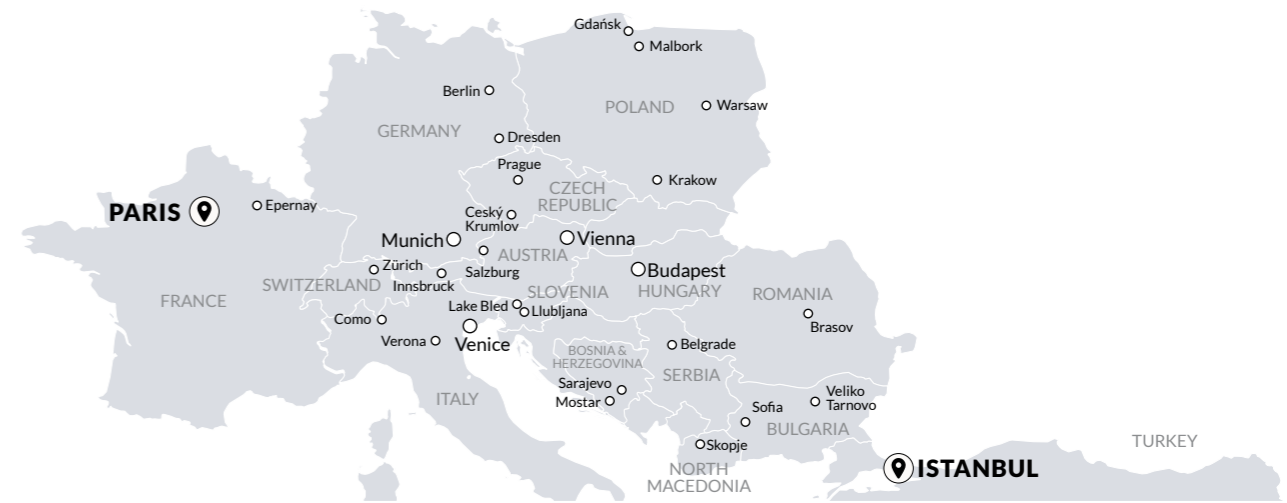 Gdańsk
Malbork
Berlin
POLAND
Warsaw
GERMANY
Dresden
Prague
Krakow
CZECH
REPUBLIC
PARIS
Epernay
Ceský
Krumlov
Munich
Vienna
AUSTRIA
Salzburg
Zürich
SWITZERLAND
Innsbruck
Budapest
HUNGARY
SLOVENIA
ROMANIA
FRANCE
Lake Bled
Llubljana
Como
Brasov
Verona
Venice
Belgrade
BOSNIA &
HERZEGOVINA
SERBIA
Sarajevo
Mostar
ITALY
Veliko
Tarnovo
Sofia
BULGARIA
Skopje
TURKEY
NORTH
MACEDONIA
ISTANBUL